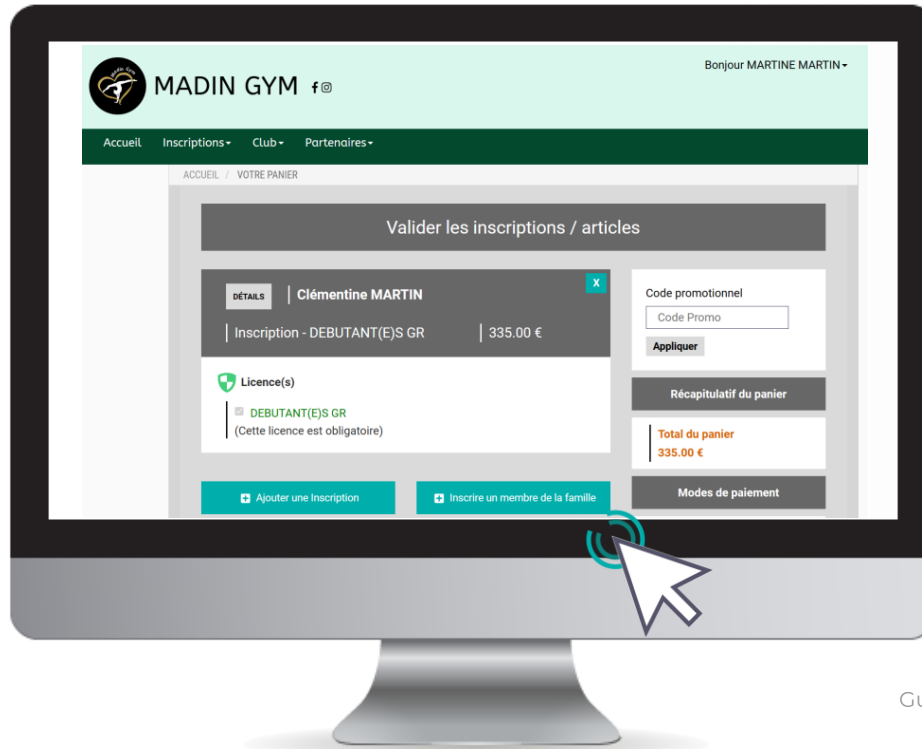 Bonjour MARTINE MARTIN
MADIN GYM
Accueil Inscriptions Club Partenaires
ACCUEIL / VOTRE PANIER
Valider les inscriptions / articles
X
DÉTAILS Clémentine MARTIN
Inscription - DEBUTANT(E)S GR 335.00 €
Licence(s)
DEBUTANT(E)S GR
(Cette licence est obligatoire)
Ajouter une Inscription
Inscrire un membre de la famille
Code promotionnel
Code Promo
Appliquer
Récapitulatif du panier
Total du panier
335.00 €
Modes de paiement